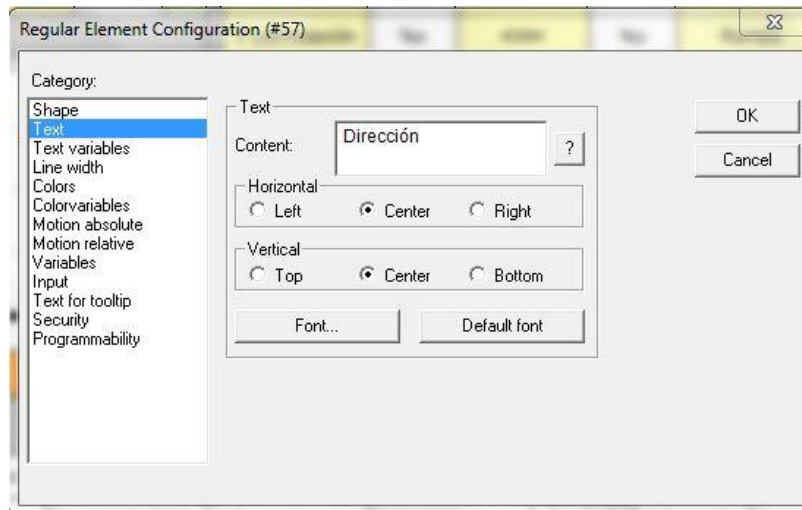 Regular Element Configuration (#57)
Category:
Shape
Text
Text variables
Line width
Colors
Colorvariables
Motion absolute
Motion relative
Variables
Input
Text for tooltip
Security
Programmability
Text
Content:
Dirección
?
Horizontal
Left Center Right
Vertical
Top Center Bottom
Font... Default font
OK
Cancel